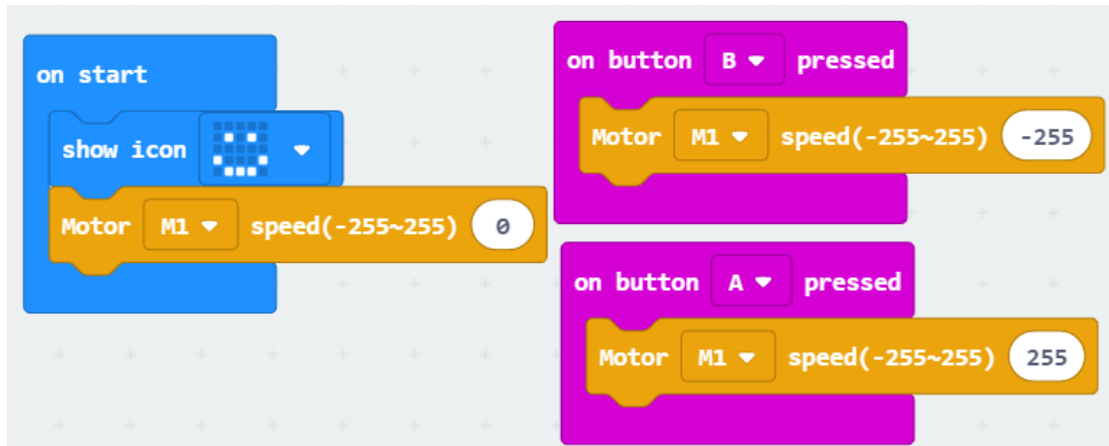 on start
show icon
Motor M1 speed(-255~255) 0
on button B pressed
Motor M1 speed(-255~255) -255
on button A pressed
Motor M1 speed(-255~255) 255